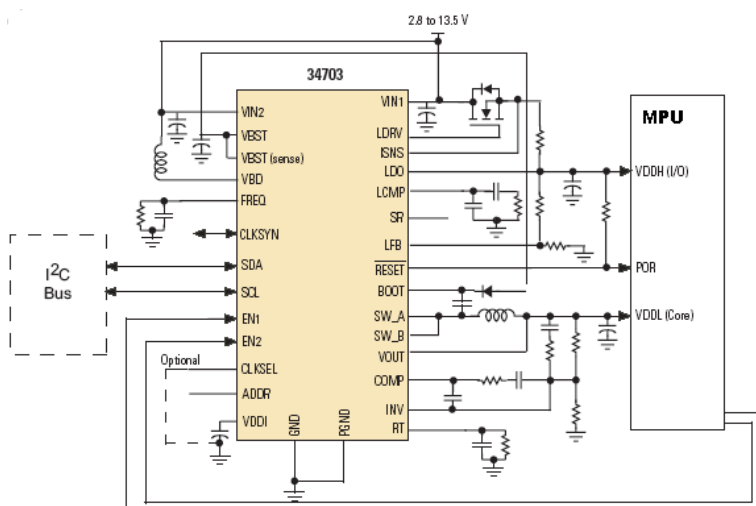 2.8 to 13.5 V
34703
MPU
VIN2
VBST
VBST (sense)
VBD
FREQ
CLKSYN
SDA
SCL
EN1
EN2
CLKSEL
ADDR
VDDI
GND
PGND
VIN1
LDRV
ISNS
LDO
LCMP
SR
LFB
RESET
BOOT
SW_A
SW_B
VOUT
COMP
INV
RT
VDDH (I/O)
POR
VDDL (Core)
I2C
Bus
Optional